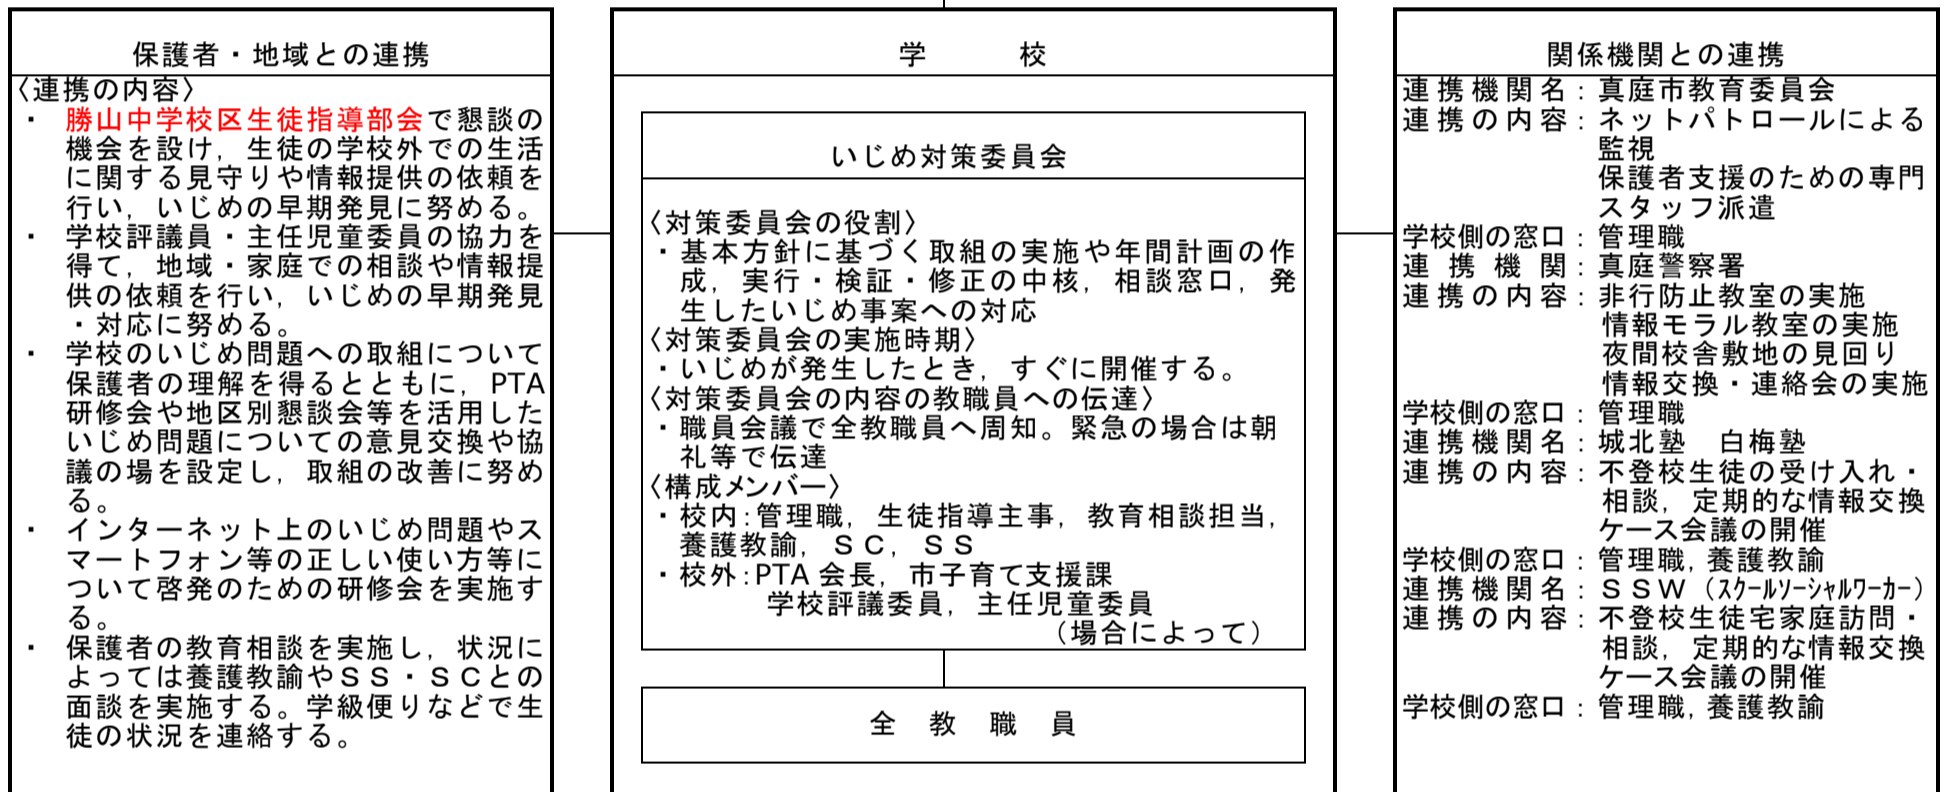 保護者・地域との連携
〈連携の内容〉
・ 勝山中学校区生徒指導部会で懇談の
機会を設け，生徒の学校外での生活
に関する見守りや情報提供の依頼を
行い，いじめの早期発見に努める。
・ 学校評議員・主任児童委員の協力を
得て，地域・家庭での相談や情報提
供の依頼を行い，いじめの早期発見
・対応に努める。
・ 学校のいじめ問題への取組について
保護者の理解を得るとともに，PTA
研修会や地区別懇談会等を活用した
いじめ問題についての意見交換や協
議の場を設定し，取組の改善に努め
る。
・ インターネット上のいじめ問題やス
マートフォン等の正しい使い方等に
ついて啓発のための研修会を実施す
る。
・ 保護者の教育相談を実施し，状況に
よっては養護教諭やＳＳ・ＳＣとの
面談を実施する。学級便りなどで生
徒の状況を連絡する。
学　　　校
いじめ対策委員会
〈対策委員会の役割〉
・基本方針に基づく取組の実施や年間計画の作
成，実行・検証・修正の中核，相談窓口，発
生したいじめ事案への対応
〈対策委員会の実施時期〉
・いじめが発生したとき，すぐに開催する。
〈対策委員会の内容の教職員への伝達〉
・職員会議で全教職員へ周知。緊急の場合は朝
礼等で伝達
〈構成メンバー〉
・校内:管理職，生徒指導主事，教育相談担当，
養護教諭，ＳＣ，ＳＳ
・校外:PTA 会長，市子育て支援課
学校評議委員，主任児童委員
（場合によって）
全　教　職　員
関係機関との連携
連携機関名：真庭市教育委員会
連携の内容：ネットパトロールによる
監視
保護者支援のための専門
スタッフ派遣
学校側の窓口：管理職
連携機関：真庭警察署
連携の内容：非行防止教室の実施
情報モラル教室の実施
夜間校舎敷地の見回り
情報交換・連絡会の実施
学校側の窓口：管理職
連携機関名：城北塾　白梅塾
連携の内容：不登校生徒の受け入れ・
相談，定期的な情報交換
ケース会議の開催
学校側の窓口：管理職，養護教諭
連携機関名：ＳＳＷ（ｽｸｰﾙｿｰｼｬﾙﾜｰｶｰ）
連携の内容：不登校生徒宅家庭訪問・
相談，定期的な情報交換
ケース会議の開催
学校側の窓口：管理職，養護教諭